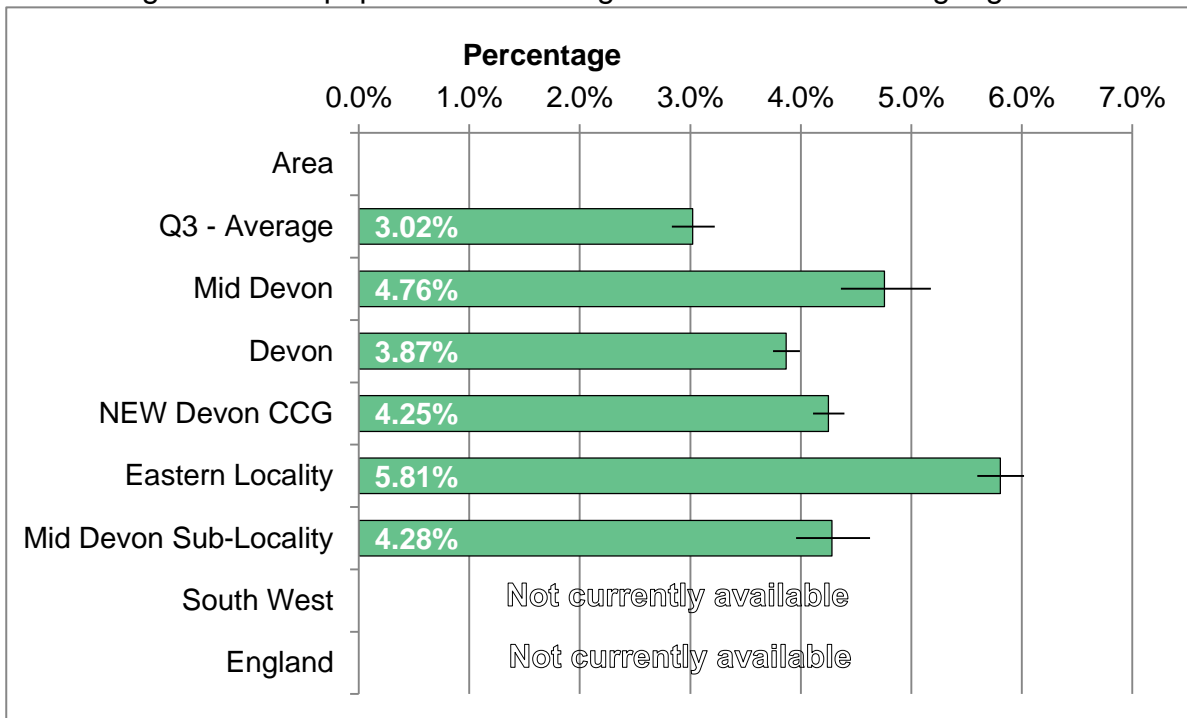 Percentage
0.0% 1.0% 2.0% 3.0% 4.0% 5.0% 6.0% 7.0%
Area
Q3 - Average 3.02%
Mid Devon 4.76%
Devon 3.87%
NEW Devon CCG 4.25%
Eastern Locality 5.81%
Mid Devon Sub-Locality 4.28%
South West Not currently available
England Not currently available